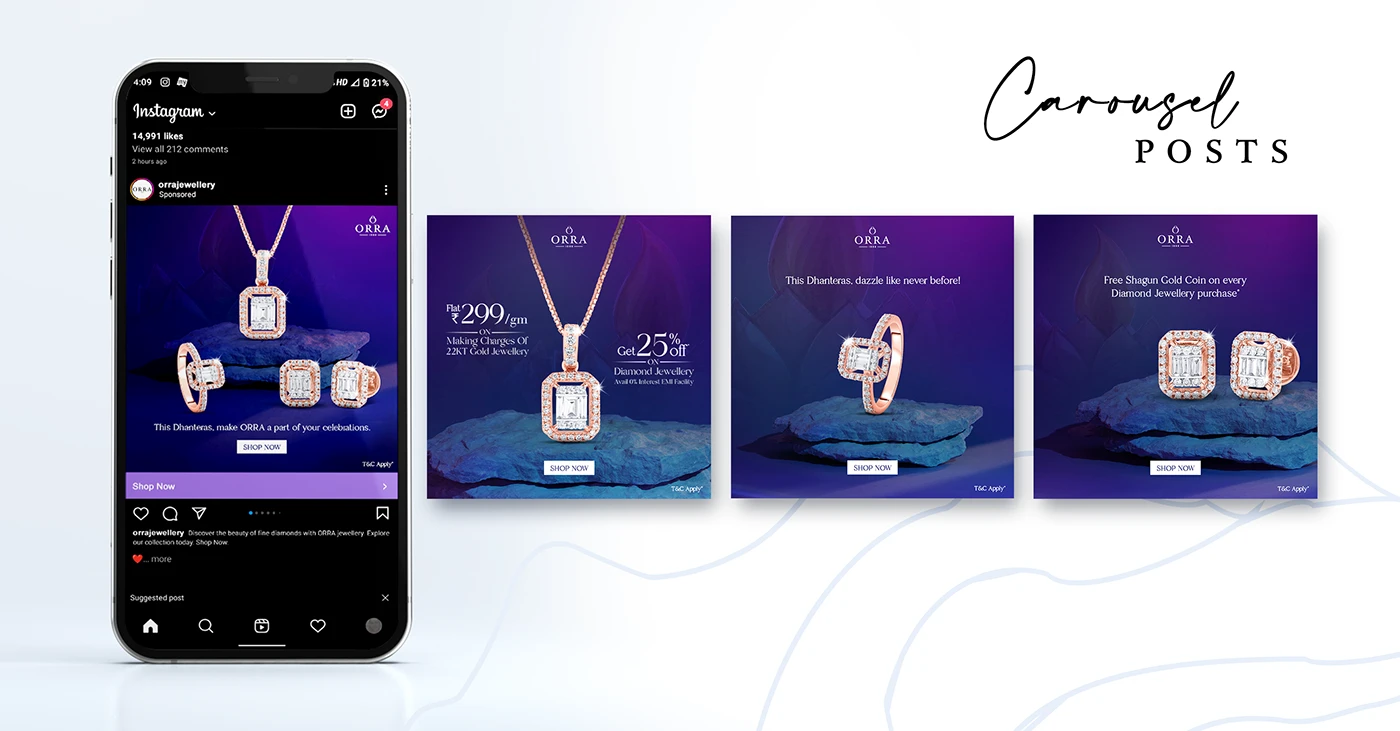 Carousel
POSTS
4:09
HD 21%
Instagram
4
14,991 likes
View all 212 comments
2 hours ago
ORRA
orrajewellery
Sponsored
ORRA
This Dhanteras, make ORRA a part of your celebrations.
SHOP NOW
T&C Apply*
Shop Now
orrajewellery Discover the beauty of fine diamonds with ORRA jewellery. Explore
our collection today. Shop Now.
❤️... more
Suggested post
ORRA
Flat
₹299/gm
ON
Making Charges Of
22KT Gold Jewellery
Get 25% off*
ON
Diamond Jewellery
Avail 0% Interest EMI Facility
SHOP NOW
T&C Apply*
ORRA
This Dhanteras, dazzle like never before!
SHOP NOW
T&C Apply*
ORRA
Free Shagun Gold Coin on every
Diamond Jewellery purchase*
SHOP NOW
T&C Apply*